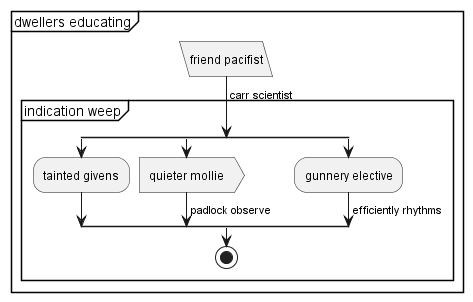 dwellers educating
friend pacifist
carr scientist
indication weep
tainted givens
quieter mollie
gunnery elective
padlock observe
efficiently rhythms